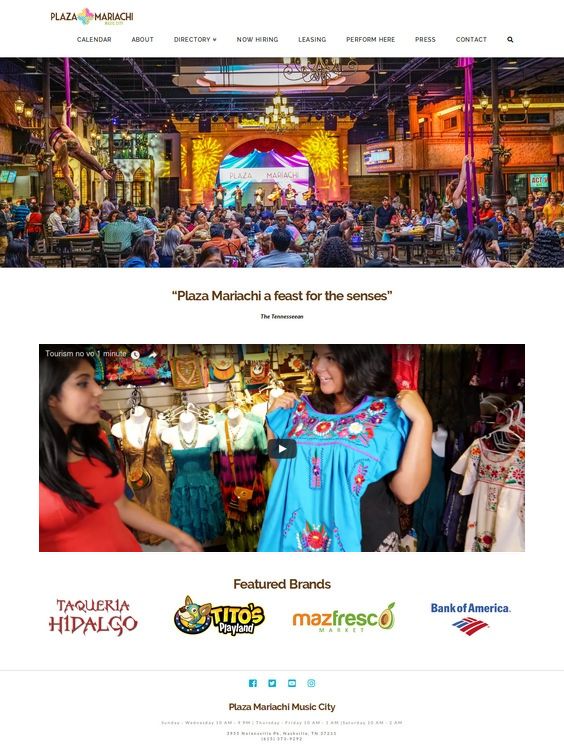 PLAZA MARIACHI
MUSIC CITY
CALENDAR ABOUT DIRECTORY NOW HIRING LEASING PERFORM HERE PRESS CONTACT
PLAZA MARIACHI
“Plaza Mariachi a feast for the senses”
The Tennessean
Tourism no vo 1 minute
Featured Brands
TAQUERIA HIDALGO
TITO'S Playland
mazfresco MARKET
Bank of America
Plaza Mariachi Music City
Sunday - Wednesday 10 AM - 9 PM | Thursday - Friday 10 AM - 1 AM |Saturday 10 AM - 2 AM
3955 Nolensville Pk, Nashville, TN 37211
(615) 373-9292